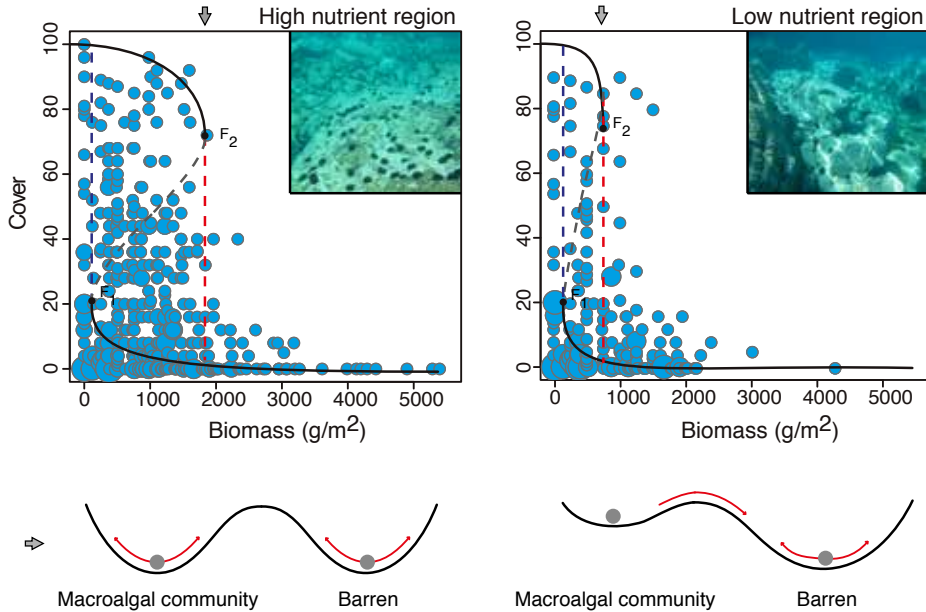 High nutrient region
Low nutrient region
Cover
100
80
60
40
20
0
F2
F1
0 1000 2000 3000 4000 5000
Biomass (g/m²)
100
80
60
40
20
0
F2
F1
0 1000 2000 3000 4000 5000
Biomass (g/m²)
Macroalgal community
Barren
Macroalgal community
Barren